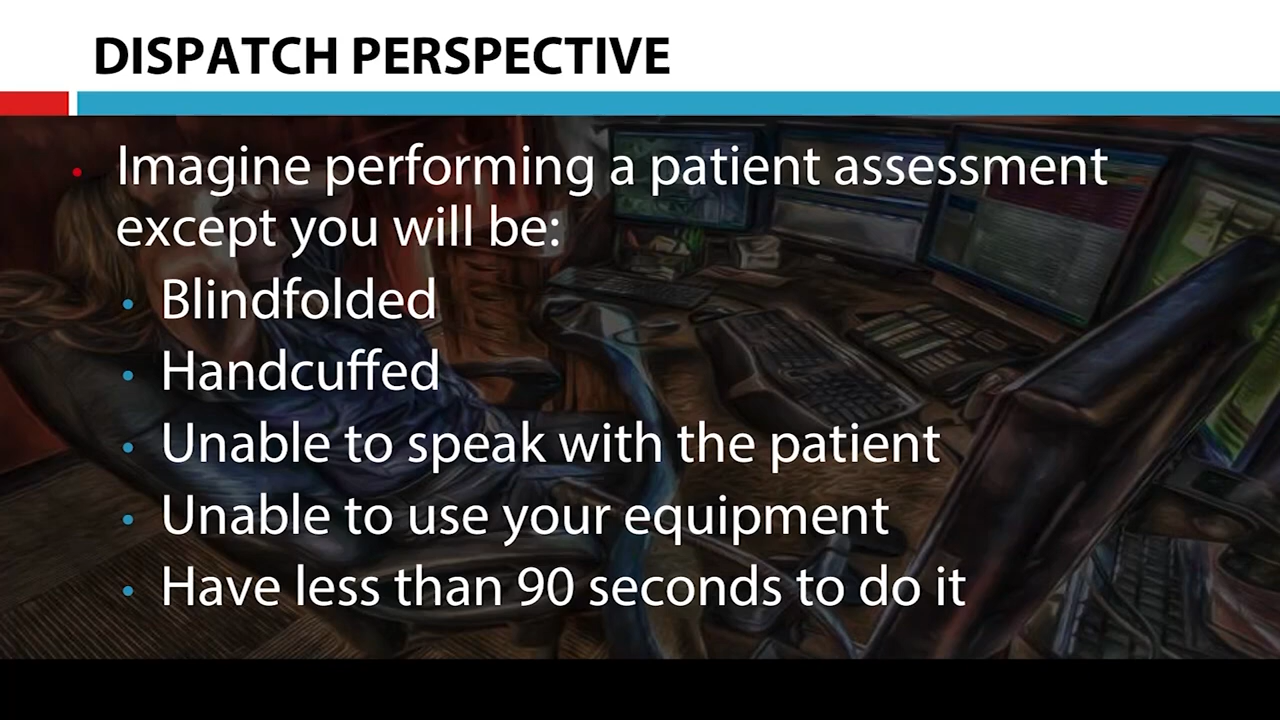 DISPATCH PERSPECTIVE
Imagine performing a patient assessment
except you will be:
Blindfolded
Handcuffed
Unable to speak with the patient
Unable to use your equipment
Have less than 90 seconds to do it